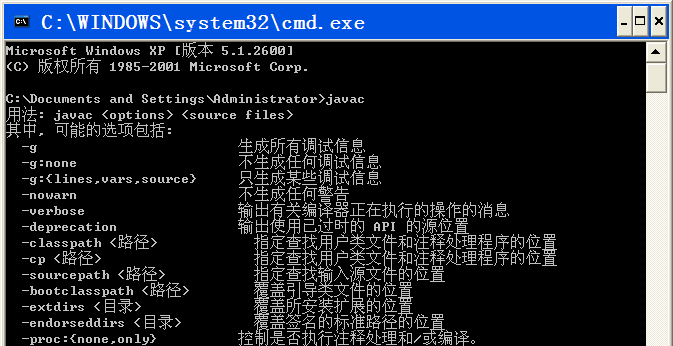 C:\WINDOWS\system32\cmd.exe
Microsoft Windows XP [版本 5.1.2600]
(C) 版权所有 1985-2001 Microsoft Corp.
C:\Documents and Settings\Administrator>javac
用法: javac <options> <source files>
其中, 可能的选项包括:
-g 生成所有调试信息
-g:none 不生成任何调试信息
-g:{lines,vars,source} 只生成某些调试信息
-nowarn 不生成任何警告
-verbose 输出有关编译器正在执行的操作的消息
-deprecation 输出使用已过时的 API 的源位置
-classpath <路径> 指定查找用户类文件和注释处理程序的位置
-cp <路径> 指定查找用户类文件和注释处理程序的位置
-sourcepath <路径> 指定查找输入源文件的位置
-bootclasspath <路径> 覆盖引导类文件的位置
-extdirs <目录> 覆盖所安装扩展的位置
-endorseddirs <目录> 覆盖签名的标准路径的位置
-proc:{none,only} 控制是否执行注释处理和/或编译。